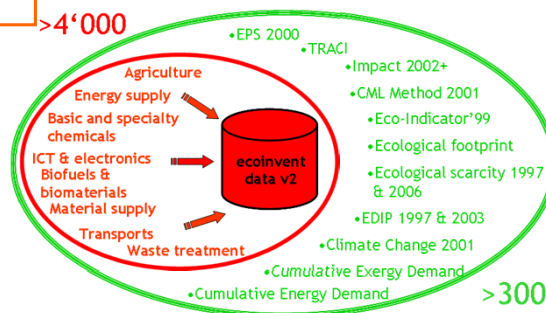 >4‘000
Agriculture
Energy supply
Basic and specialty
chemicals
ICT & electronics
Biofuels &
biomaterials
Material supply
Transports
Waste treatment
ecoinvent
data v2
•EPS 2000
•TRACI
•Impact 2002+
•CML Method 2001
•Eco-Indicator’99
•Ecological footprint
•Ecological scarcity 1997
& 2006
•EDIP 1997 & 2003
•Climate Change 2001
•Cumulative Exergy Demand
•Cumulative Energy Demand
>300